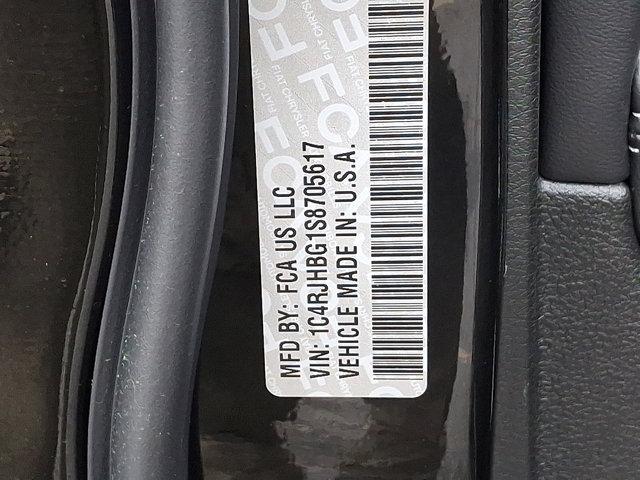 MFD BY: FCA US LLC
VIN: 1C4RJHBG1S8705617
VEHICLE MADE IN: U.S.A.